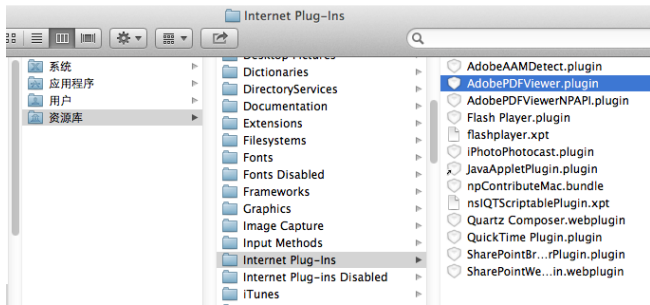 Internet Plug-Ins
系统
应用程序
用户
资源库
Desktop Pictures
Dictionaries
DirectoryServices
Documentation
Extensions
Filesystems
Fonts
Fonts Disabled
Frameworks
Graphics
Image Capture
Input Methods
Internet Plug-Ins
Internet Plug-ins Disabled
iTunes
AdobeAAMDetect.plugin
AdobePDFViewer.plugin
AdobePDFViewerNPAPI.plugin
Flash Player.plugin
flashplayer.xpt
iPhotoPhotocast.plugin
JavaAppletPlugin.plugin
npContributeMac.bundle
nsIQTScriptablePlugin.xpt
Quartz Composer.webplugin
QuickTime Plugin.plugin
SharePointBr...rPlugin.plugin
SharePointWe...in.webplugin